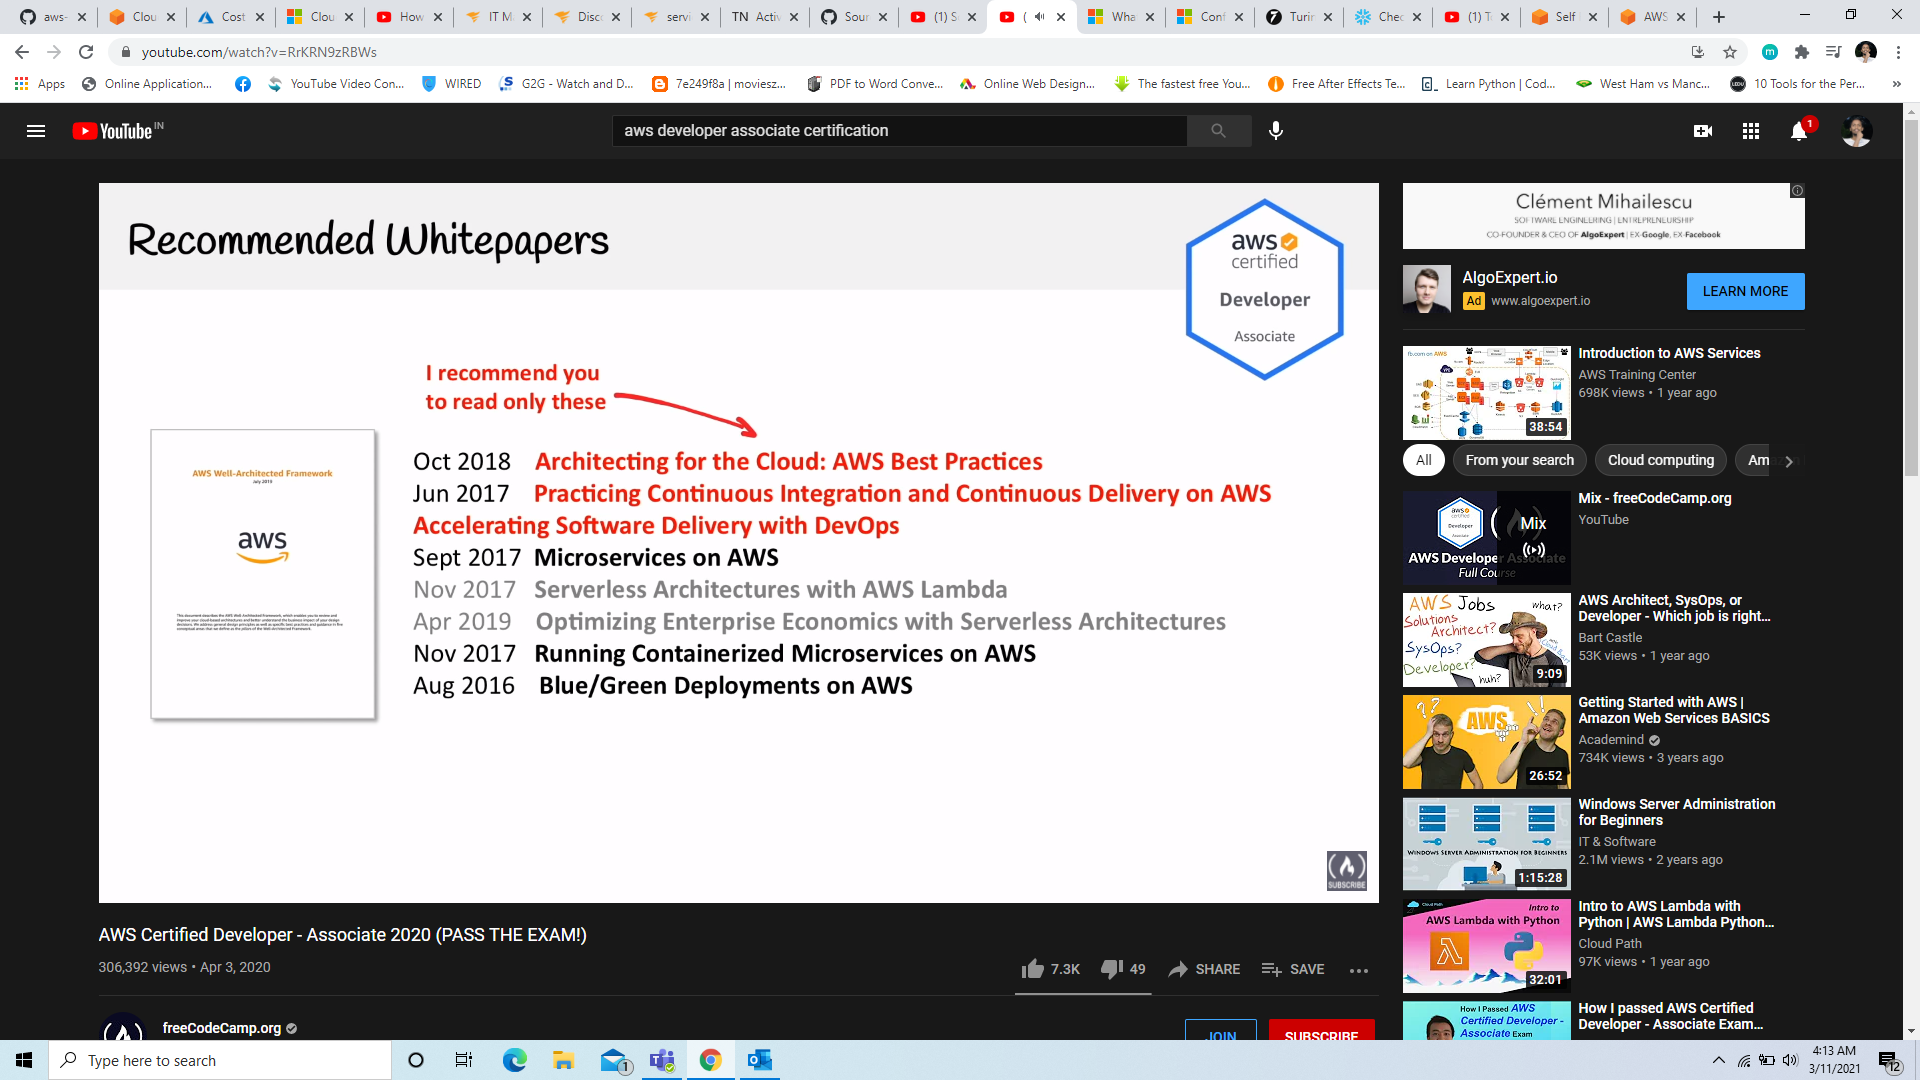 aws-
Clou
Cost
Clou
How
IT M
Disco
servi
TN Activ
Sour
(1) S
(
Wha
Conf
Turin
Chec
(1) T
Self
AWS
youtube.com/watch?v=RrKRN9zRBWs
Apps
Online Application...
YouTube Video Con...
WIRED
G2G - Watch and D...
7e249f8a | moviesz...
PDF to Word Conve...
Online Web Design...
The fastest free You...
Free After Effects Te...
Learn Python | Cod...
West Ham vs Manc...
10 Tools for the Per...
»
YouTube IN
aws developer associate certification
1
Recommended Whitepapers
aws
certified
Developer
Associate
I recommend you
to read only these
AWS Well-Architected Framework
July 2019
aws
Oct 2018 Architecting for the Cloud: AWS Best Practices
Jun 2017 Practicing Continuous Integration and Continuous Delivery on AWS
Accelerating Software Delivery with DevOps
Sept 2017 Microservices on AWS
Nov 2017 Serverless Architectures with AWS Lambda
Apr 2019 Optimizing Enterprise Economics with Serverless Architectures
Nov 2017 Running Containerized Microservices on AWS
Aug 2016 Blue/Green Deployments on AWS
SUBSCRIBE
AWS Certified Developer - Associate 2020 (PASS THE EXAM!)
306,392 views • Apr 3, 2020
7.3K
49
SHARE
SAVE
freeCodeCamp.org
JOIN
SUBSCRIBE
Clément Mihailescu
SOFTWARE ENGINEERING | ENTREPRENEURSHIP
CO-FOUNDER & CEO OF AlgoExpert | EX-Google, EX-Facebook
AlgoExpert.io
Ad www.algoexpert.io
LEARN MORE
fb.com on AWS
38:54
Introduction to AWS Services
AWS Training Center
698K views • 1 year ago
All
From your search
Cloud computing
Am
aws
certified
Developer
Mix
AWS Developer Associate
Full Course
Mix - freeCodeCamp.org
YouTube
AWS Jobs
what?
Solutions
Architect?
SysOps?
Developer?
huh?
9:09
AWS Architect, SysOps, or
Developer - Which job is right...
Bart Castle
53K views • 1 year ago
AWS
26:52
Getting Started with AWS |
Amazon Web Services BASICS
Academind
734K views • 3 years ago
WINDOWS SERVER ADMINISTRATION FOR BEGINNERS
1:15:28
Windows Server Administration
for Beginners
IT & Software
2.1M views • 2 years ago
Cloud Path
Intro to
AWS Lambda with Python
32:01
Intro to AWS Lambda with
Python | AWS Lambda Python...
Cloud Path
97K views • 1 year ago
How I Passed AWS
Certified Developer -
Associate Exam
How I passed AWS Certified
Developer - Associate Exam...
Type here to search
1
4:13 AM
3/11/2021
12